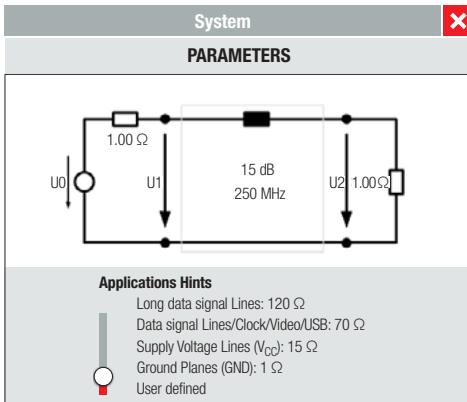 System
PARAMETERS
1.00 Ω
U0
U1
15 dB
250 MHz
U2
1.00Ω
Applications Hints
Long data signal Lines: 120 Ω
Data signal Lines/Clock/Video/USB: 70 Ω
Supply Voltage Lines (VCC): 15 Ω
Ground Planes (GND): 1 Ω
User defined